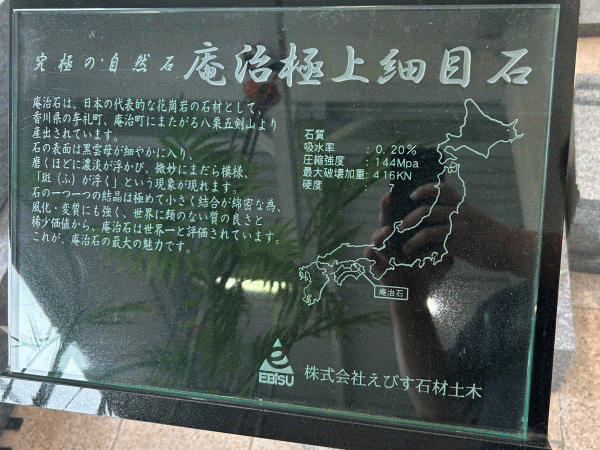 究極の自然石 庵治極上細目石
庵治石は、日本の代表的な花崗岩の石材として、
香川県の牟礼町、庵治町にまたがる八栗五剣山より
産出されています。
石の表面は黒雲母が細やかに入り、
磨くほどに濃淡が浮かび、微妙にまだら模様、
「斑(ふ)が浮く」という現象が現れます。
石の一つ一つの結晶は極めて小さく結合が綿密な為、
風化・変質にも強く、世界に類のない質の良さと
稀少価値から、庵治石は世界一と評価されています。
これが、庵治石の最大の魅力です。
石質
吸水率 : 0.20%
圧縮強度 : 144Mpa
最大破壊加重 : 416KN
硬度 : 7
庵治石
EBISU
株式会社えびす石材土木